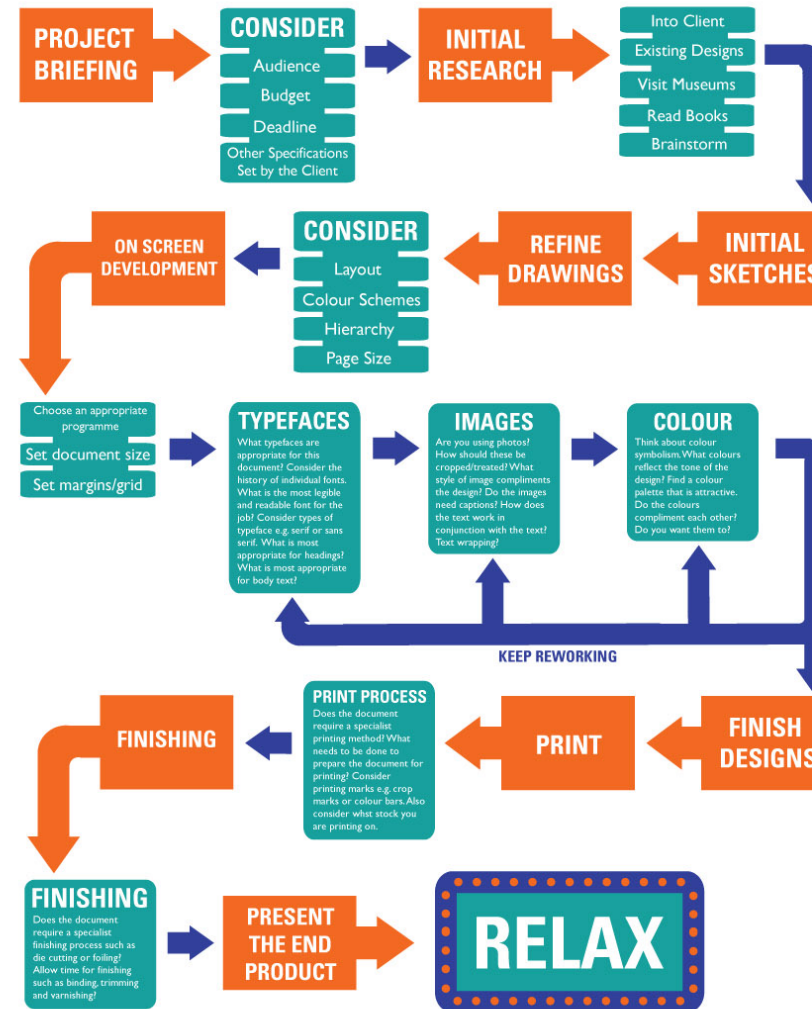 PROJECT
BRIEFING
CONSIDER
Audience
Budget
Deadline
Other Specifications
Set by the Client
INITIAL
RESEARCH
Into Client
Existing Designs
Visit Museums
Read Books
Brainstorm
INITIAL
SKETCHES
REFINE
DRAWINGS
CONSIDER
Layout
Colour Schemes
Hierarchy
Page Size
ON SCREEN
DEVELOPMENT
Choose an appropriate
programme
Set document size
Set margins/grid
TYPEFACES
What typefaces are
appropriate for this
document? Consider the
history of individual fonts.
What is the most legible
and readable font for the
job? Consider types of
typeface e.g. serif or sans
serif. What is most
appropriate for headings?
What is most appropriate
for body text?
IMAGES
Are you using photos?
How should these be
cropped/treated? What
style of image compliments
the design? Do the images
need captions? How does
the text work in
conjunction with the text?
Text wrapping?
COLOUR
Think about colour
symbolism. What colours
reflect the tone of the
design? Find a colour
palette that is attractive.
Do the colours
compliment each other?
Do you want them to?
KEEP REWORKING
FINISH
DESIGNS
PRINT
PRINT PROCESS
Does the document
require a specialist
printing method? What
needs to be done to
prepare the document for
printing? Consider
printing marks e.g. crop
marks or colour bars. Also
consider whst stock you
are printing on.
FINISHING
FINISHING
Does the document
require a specialist
finishing process such as
die cutting or foiling?
Allow time for finishing
such as binding, trimming
and varnishing?
PRESENT
THE END
PRODUCT
RELAX